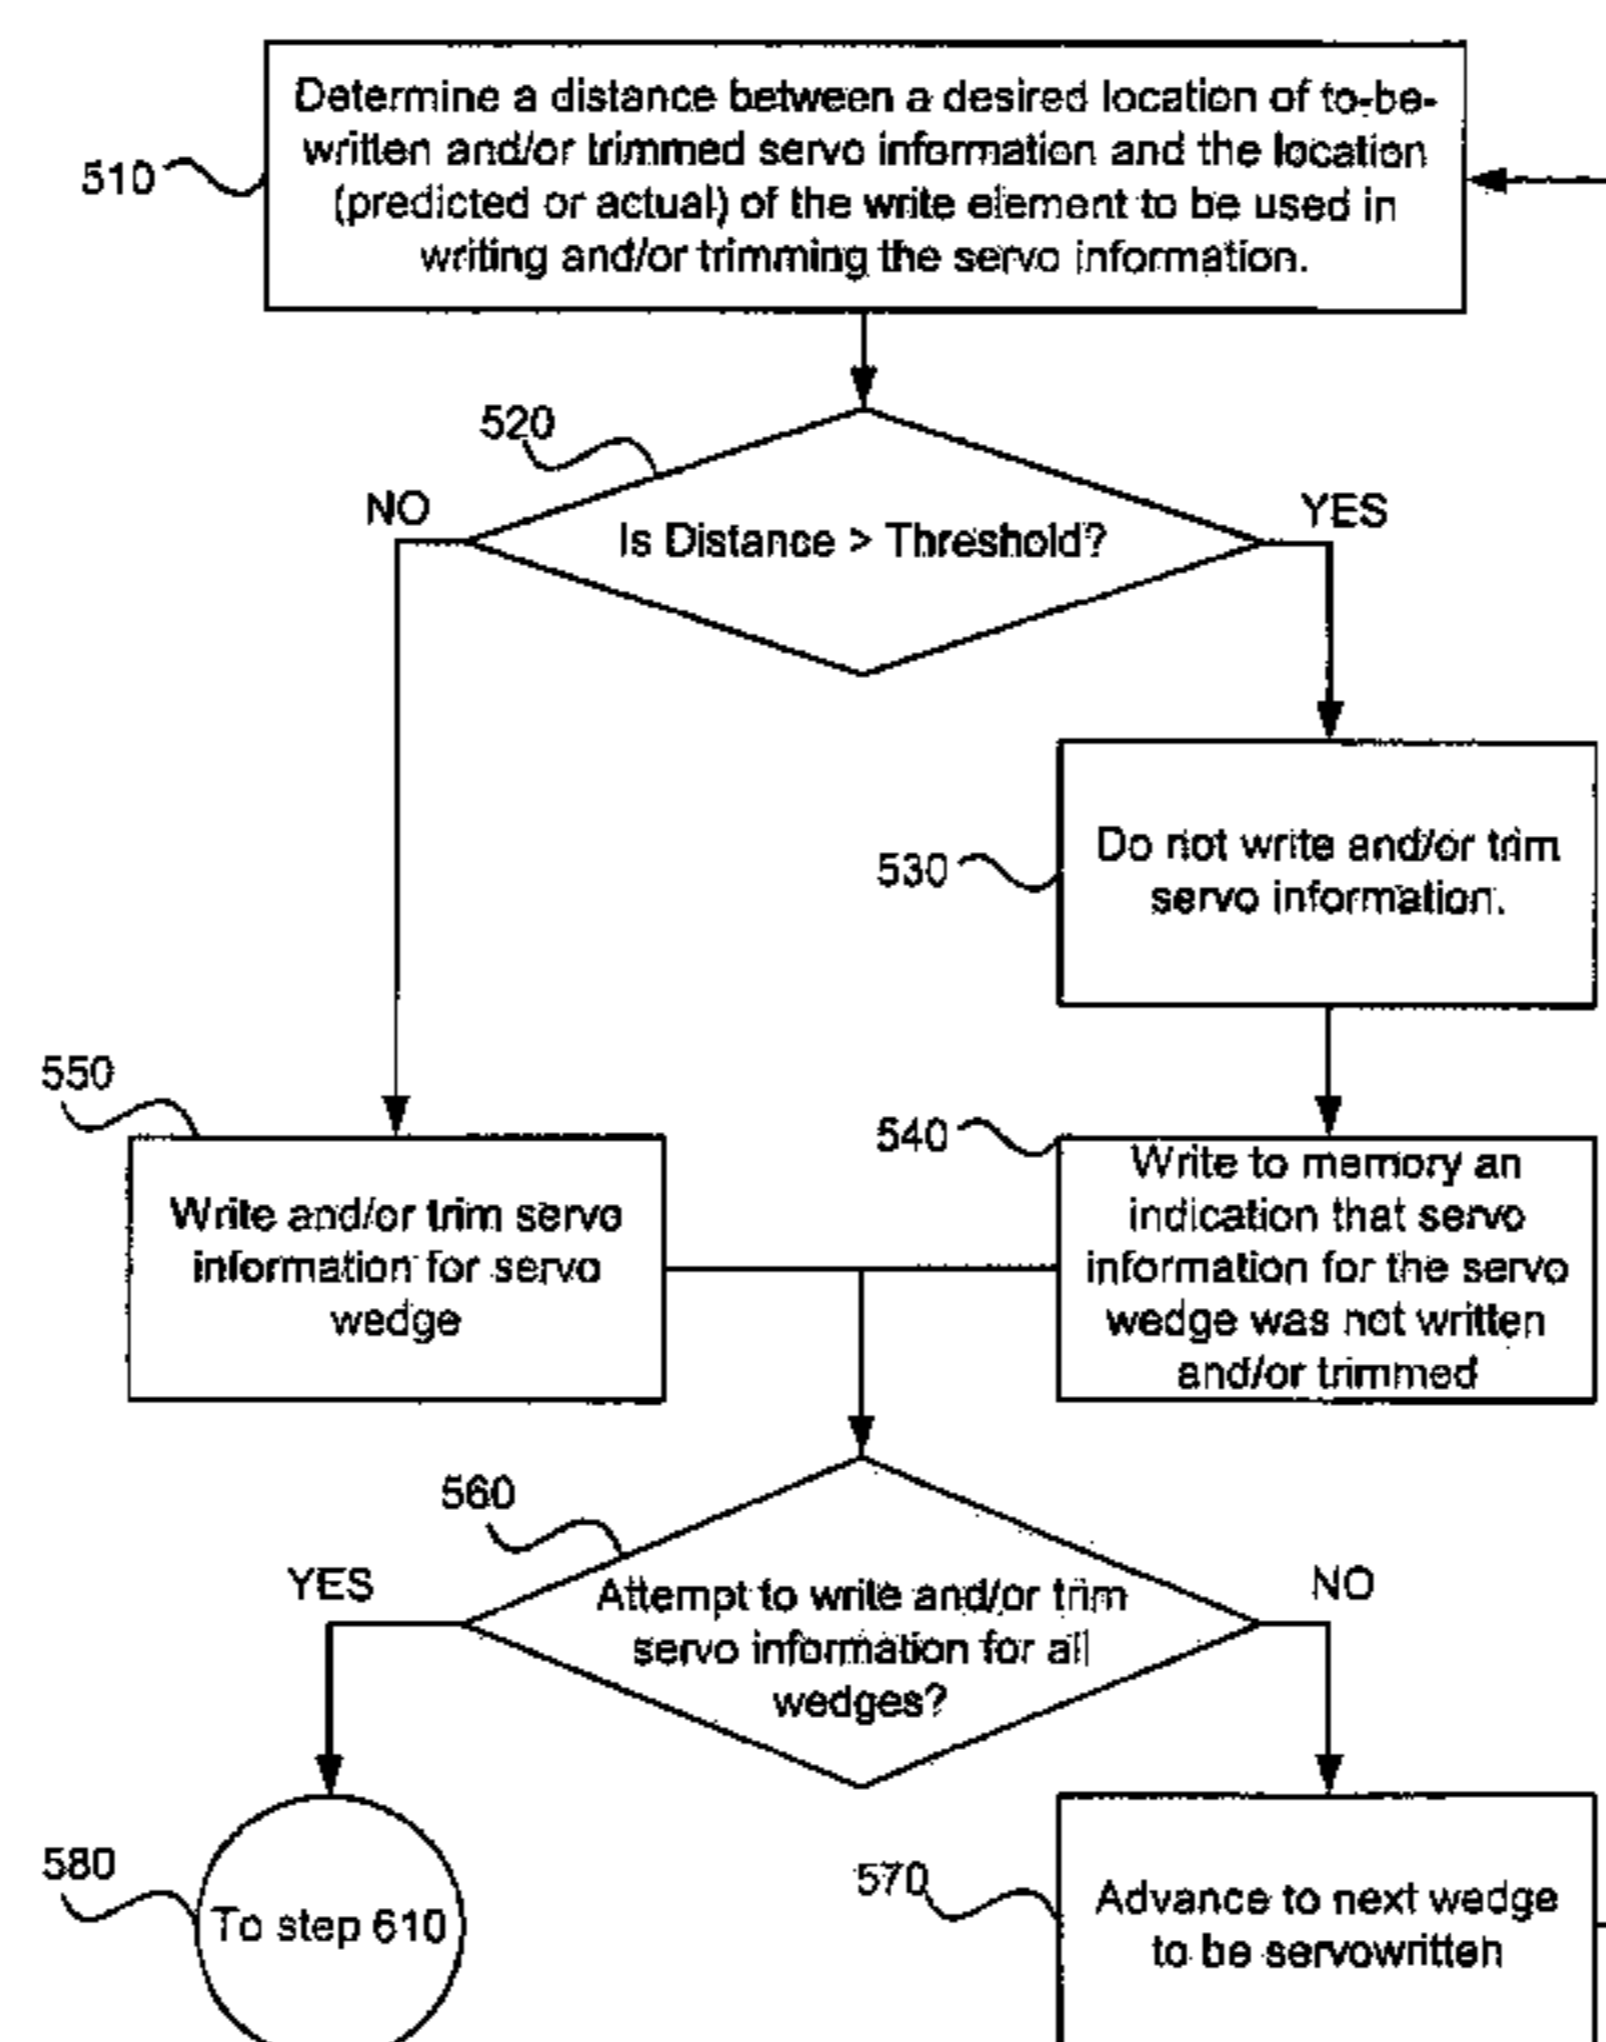 Determine a distance between a desired location of to-be-
written and/or trimmed servo information and the location
(predicted or actual) of the write element to be used in
writing and/or trimming the servo information.
510
520
NO
YES
Is Distance > Threshold?
530
Do not write and/or trim
servo information.
550
Write and/or trim servo
information for servo
wedge
540
Write to memory an
indication that servo
information for the servo
wedge was not written
and/or trimmed
560
YES
NO
Attempt to write and/or trim
servo information for all
wedges?
580
To step 610
570
Advance to next wedge
to be servowritten